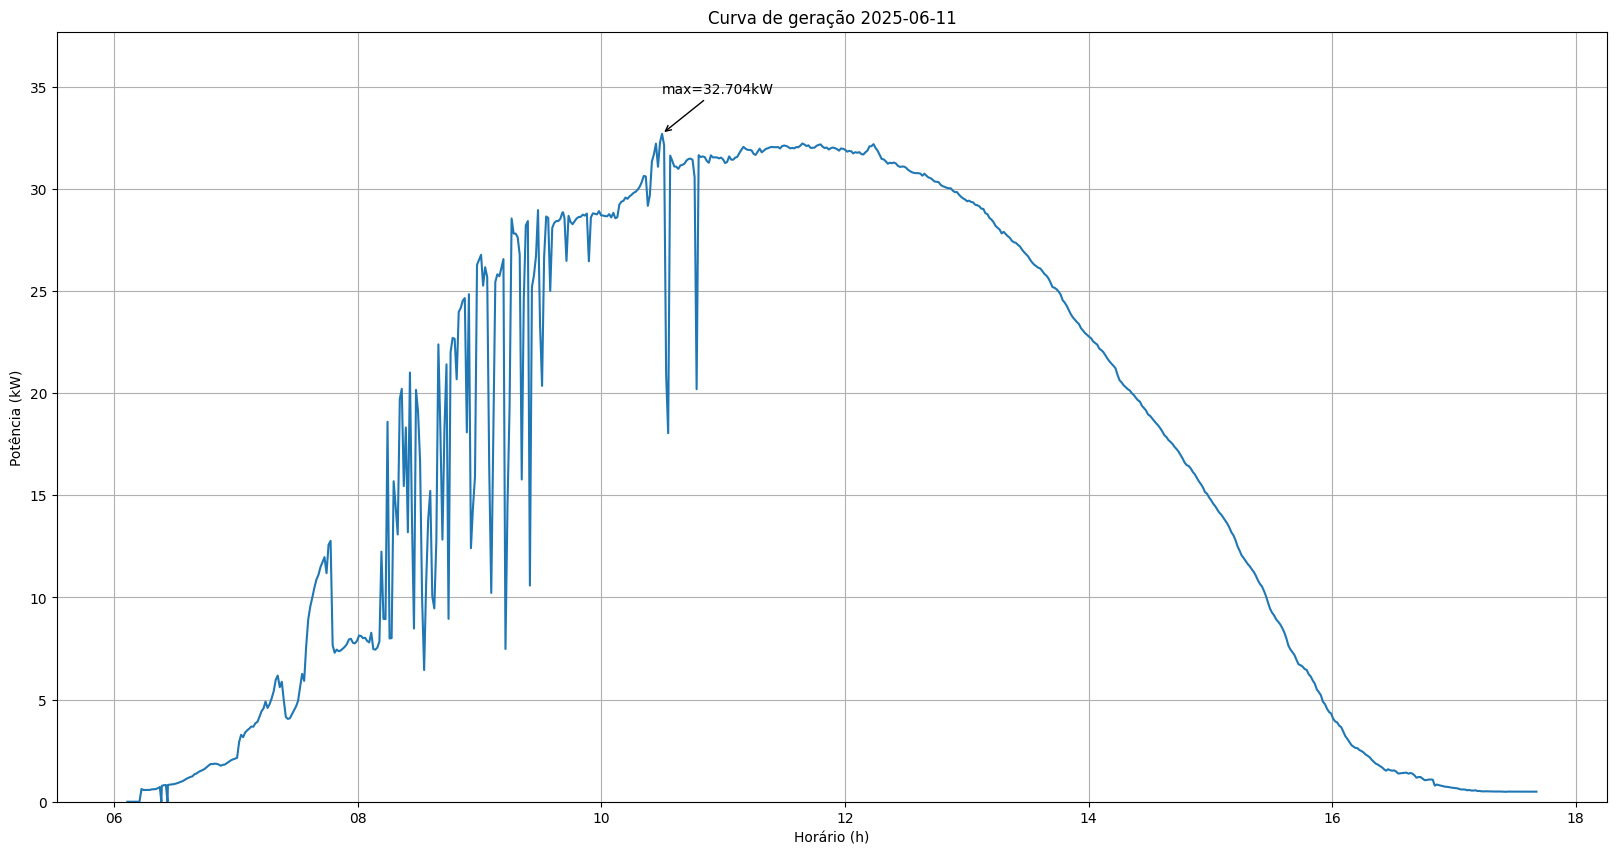 Curva de geração 2025-06-11
max=32.704kW
Potência (kW)
35
30
25
20
15
10
5
0
06 08 10 12 14 16 18
Horário (h)